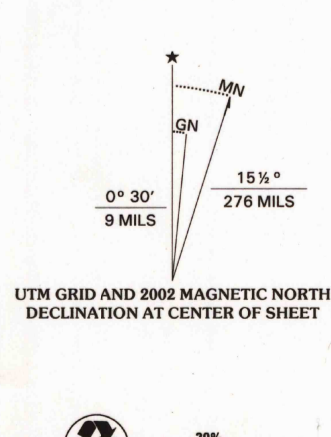 MN
GN
0° 30′
9 MILS
15½°
276 MILS
UTM GRID AND 2002 MAGNETIC NORTH
DECLINATION AT CENTER OF SHEET